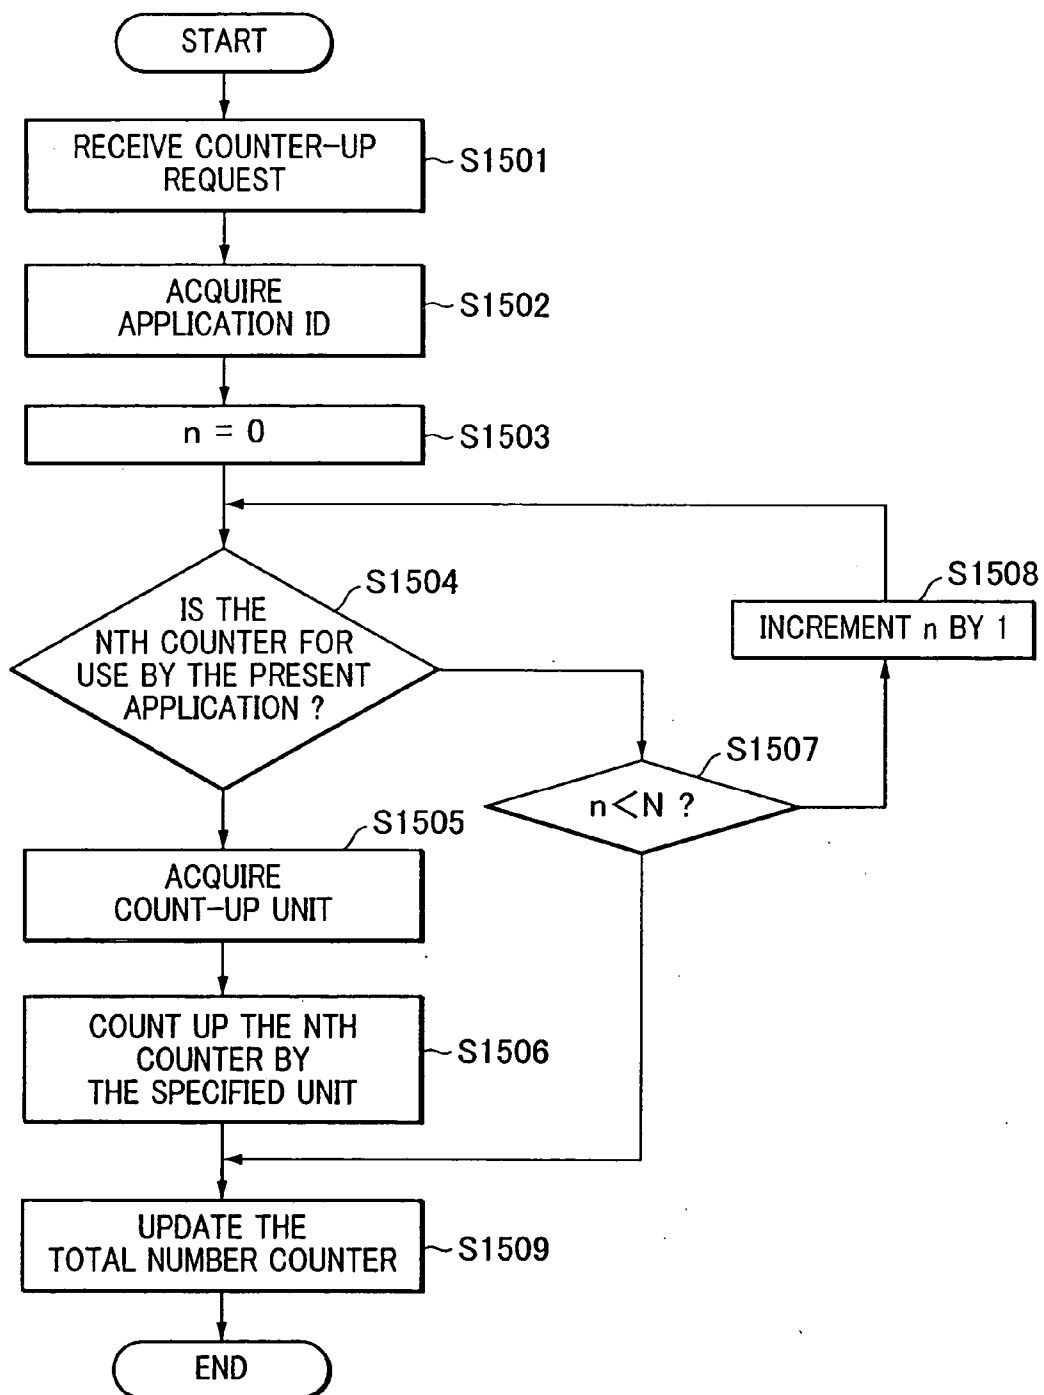 START
RECEIVE COUNTER-UP
REQUEST
S1501
ACQUIRE
APPLICATION ID
S1502
n = 0
S1503
IS THE
NTH COUNTER FOR
USE BY THE PRESENT
APPLICATION ?
S1504
S1508
INCREMENT n BY 1
S1507
n<N ?
S1505
ACQUIRE
COUNT-UP UNIT
COUNT UP THE NTH
COUNTER BY
THE SPECIFIED UNIT
S1506
UPDATE THE
TOTAL NUMBER COUNTER
S1509
END